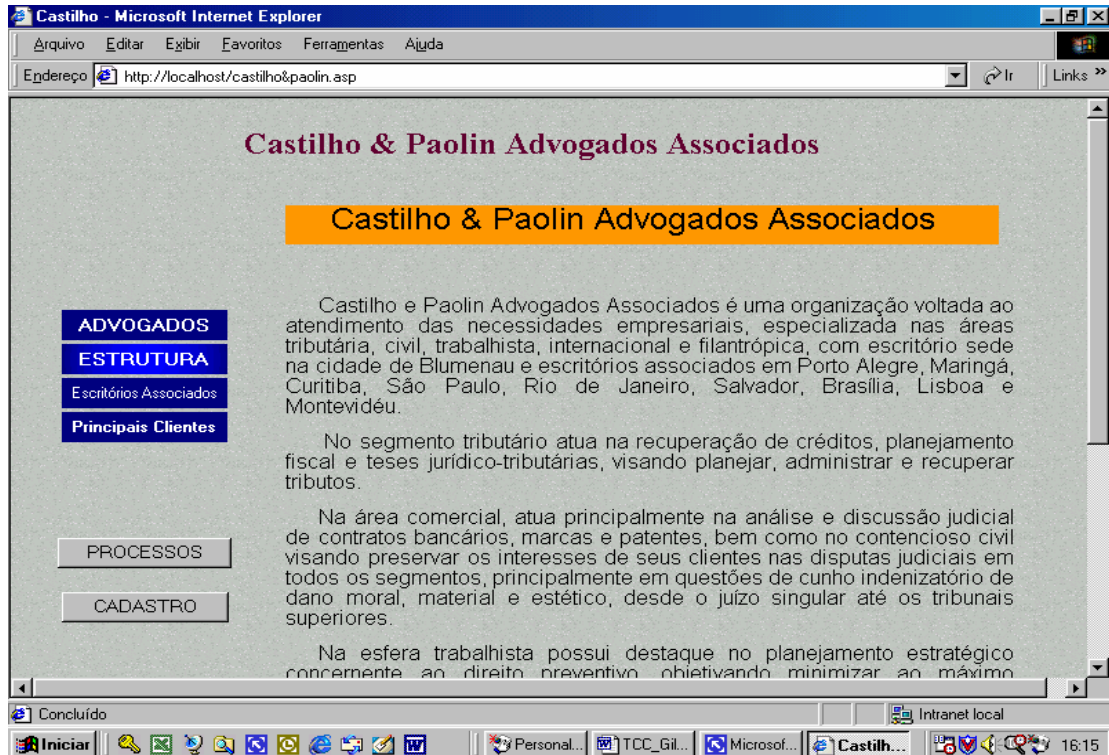 Castilho - Microsoft Internet Explorer
Arquivo Editar Exibir Favoritos Ferramentas Ajuda
Endereço http://localhost/castilho&paolin.asp Ir Links »
Castilho & Paolin Advogados Associados
Castilho & Paolin Advogados Associados
ADVOGADOS
ESTRUTURA
Escritórios Associados
Principais Clientes
PROCESSOS
CADASTRO
Castilho e Paolin Advogados Associados é uma organização voltada ao
atendimento das necessidades empresariais, especializada nas áreas
tributária, civil, trabalhista, internacional e filantrópica, com escritório sede
na cidade de Blumenau e escritórios associados em Porto Alegre, Maringá,
Curitiba, São Paulo, Rio de Janeiro, Salvador, Brasília, Lisboa e
Montevidéu.
No segmento tributário atua na recuperação de créditos, planejamento
fiscal e teses jurídico-tributárias, visando planejar, administrar e recuperar
tributos.
Na área comercial, atua principalmente na análise e discussão judicial
de contratos bancários, marcas e patentes, bem como no contencioso civil
visando preservar os interesses de seus clientes nas disputas judiciais em
todos os segmentos, principalmente em questões de cunho indenizatório de
dano moral, material e estético, desde o juízo singular até os tribunais
superiores.
Na esfera trabalhista possui destaque no planejamento estratégico
concernente ao direito preventivo, objetivando minimizar ao máximo
Concluído Intranet local
Iniciar Personal... TCC_Gil... Microsof... Castilh... 16:15